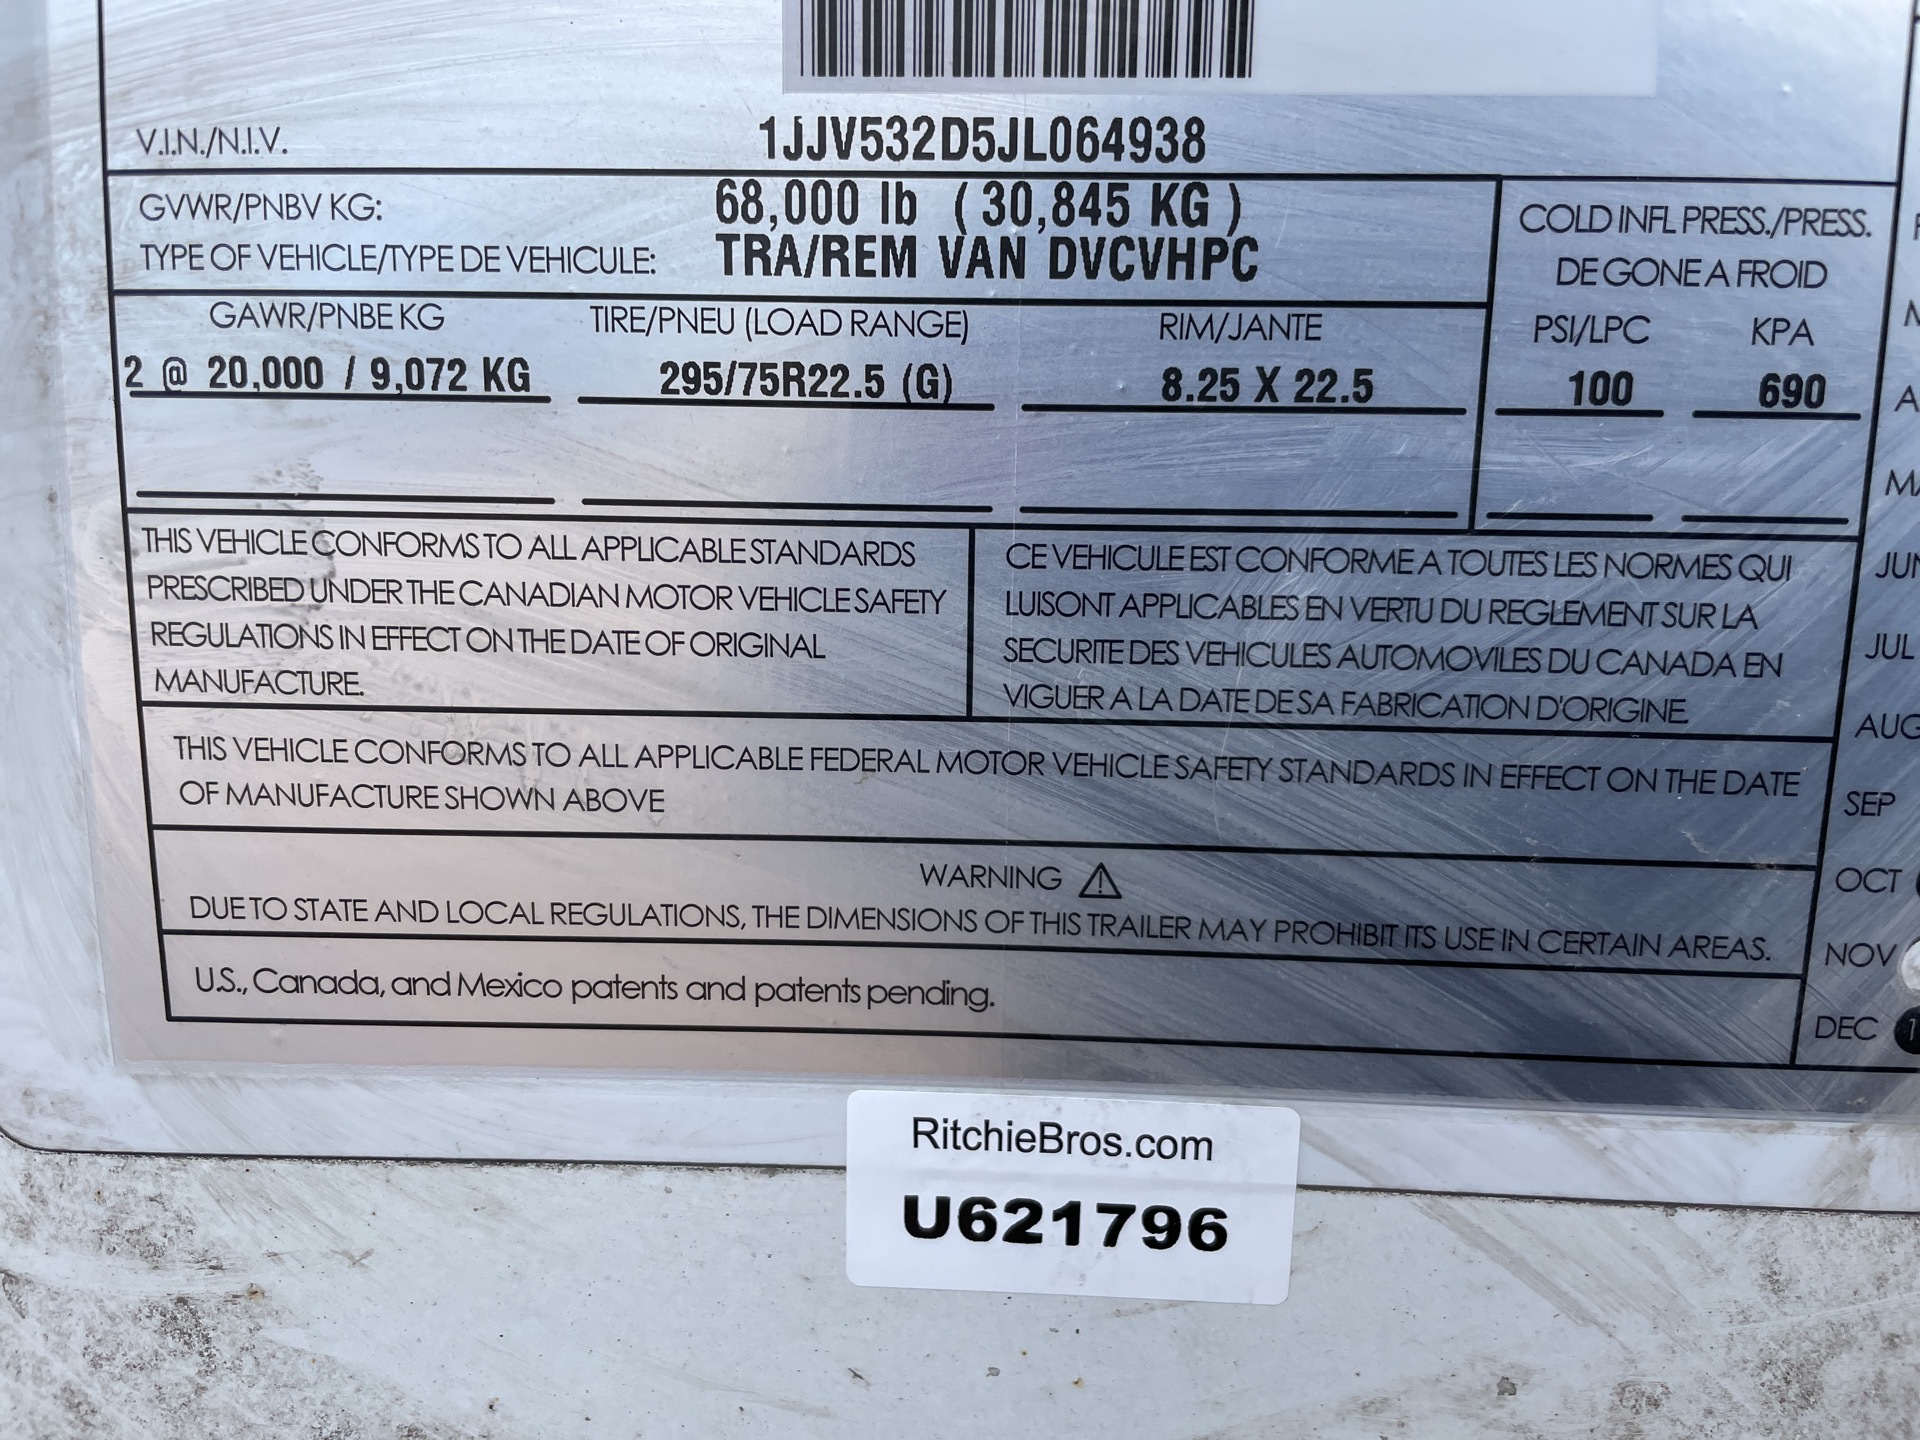 V.I.N./N.I.V. 1JJV532D5JL064938
GVWR/PNBV KG: 68,000 lb ( 30,845 KG )
TYPE OF VEHICLE/TYPE DE VEHICULE: TRA/REM VAN DVCVHPC
COLD INFL PRESS./PRESS.
DE GONE A FROID
GAWR/PNBE KG TIRE/PNEU (LOAD RANGE) RIM/JANTE PSI/LPC KPA
2 @ 20,000 / 9,072 KG 295/75R22.5 (G) 8.25 X 22.5 100 690
THIS VEHICLE CONFORMS TO ALL APPLICABLE STANDARDS
PRESCRIBED UNDER THE CANADIAN MOTOR VEHICLE SAFETY
REGULATIONS IN EFFECT ON THE DATE OF ORIGINAL
MANUFACTURE.
CE VEHICULE EST CONFORME A TOUTES LES NORMES QUI
LUISONT APPLICABLES EN VERTU DU REGLEMENT SUR LA
SECURITE DES VEHICULES AUTOMOVILES DU CANADA EN
VIGUER A LA DATE DE SA FABRICATION D'ORIGINE.
THIS VEHICLE CONFORMS TO ALL APPLICABLE FEDERAL MOTOR VEHICLE SAFETY STANDARDS IN EFFECT ON THE DATE
OF MANUFACTURE SHOWN ABOVE
WARNING
DUE TO STATE AND LOCAL REGULATIONS, THE DIMENSIONS OF THIS TRAILER MAY PROHIBIT ITS USE IN CERTAIN AREAS.
U.S., Canada, and Mexico patents and patents pending.
JUL
AUG
SEP
OCT
NOV
DEC
RitchieBros.com
U621796